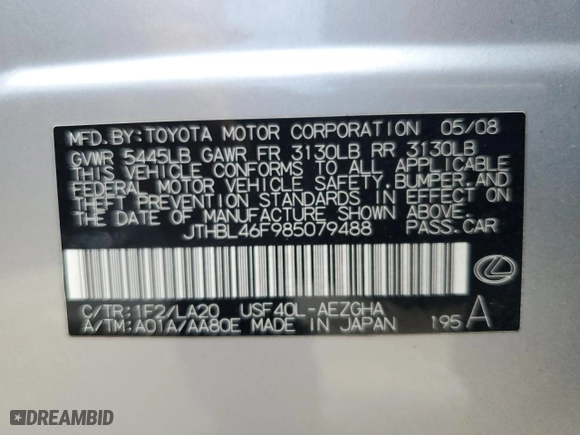 MFD. BY: TOYOTA MOTOR CORPORATION 05/08
GVWR 5445LB GAWR FR 3130LB RR 3130LB
THIS VEHICLE CONFORMS TO ALL APPLICABLE
FEDERAL MOTOR VEHICLE SAFETY, BUMPER, AND
THEFT PREVENTION STANDARDS IN EFFECT ON
THE DATE OF MANUFACTURE SHOWN ABOVE.
JTHBL46F985079488 PASS. CAR
C/TR: 1F2/LA20 USF40L-AEZGHA
A/TM: A01A/AA80E MADE IN JAPAN 195 A
DREAMBID